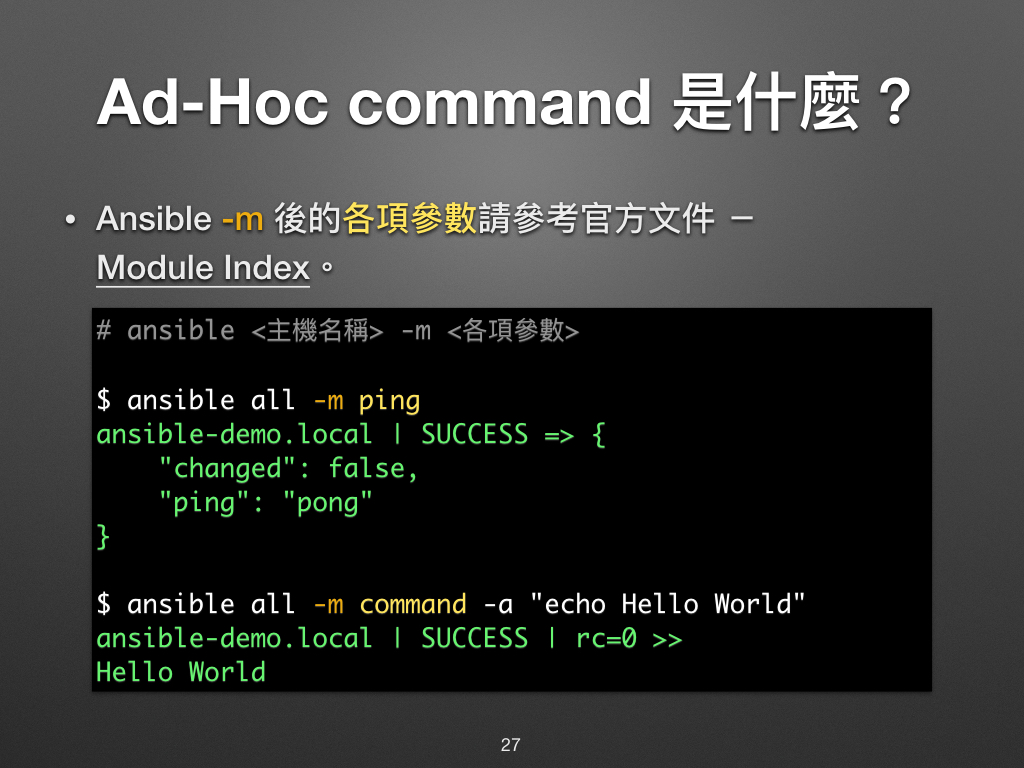 Ad-Hoc command 是什麼？
• Ansible -m 後的各項參數請參考官方文件 －
Module Index。
# ansible <主機名稱> -m <各項參數>
$ ansible all -m ping
ansible-demo.local | SUCCESS => {
    "changed": false,
    "ping": "pong"
}
$ ansible all -m command -a "echo Hello World"
ansible-demo.local | SUCCESS | rc=0 >>
Hello World
27